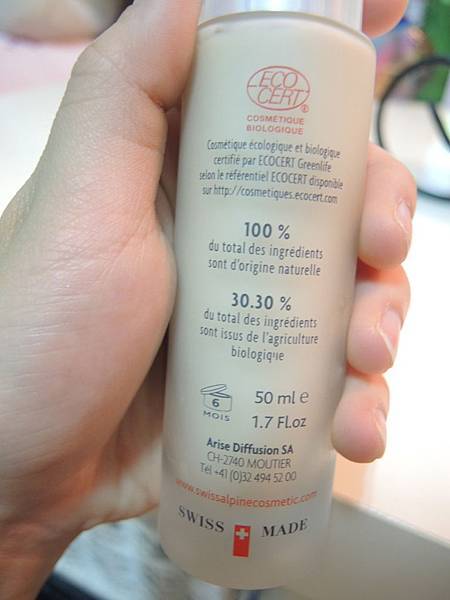 ECO
CERT®
COSMÉTIQUE
BIOLOGIQUE
Cosmétique écologique et biologique
certifié par ECOCERT Greenlife
selon le référentiel ECOCERT disponible
sur http://cosmetiques.ecocert.com
100 %
du total des ingrédients
sont d'origine naturelle
30.30 %
du total des ingrédients
sont issus de l'agriculture
biologique
6
MOIS
50 ml e
1.7 Fl.oz
Arise Diffusion SA
CH-2740 MOUTIER
Tél +41 (0)32 494 52 00
www.swissalpinecosmetic.com
SWISS MADE